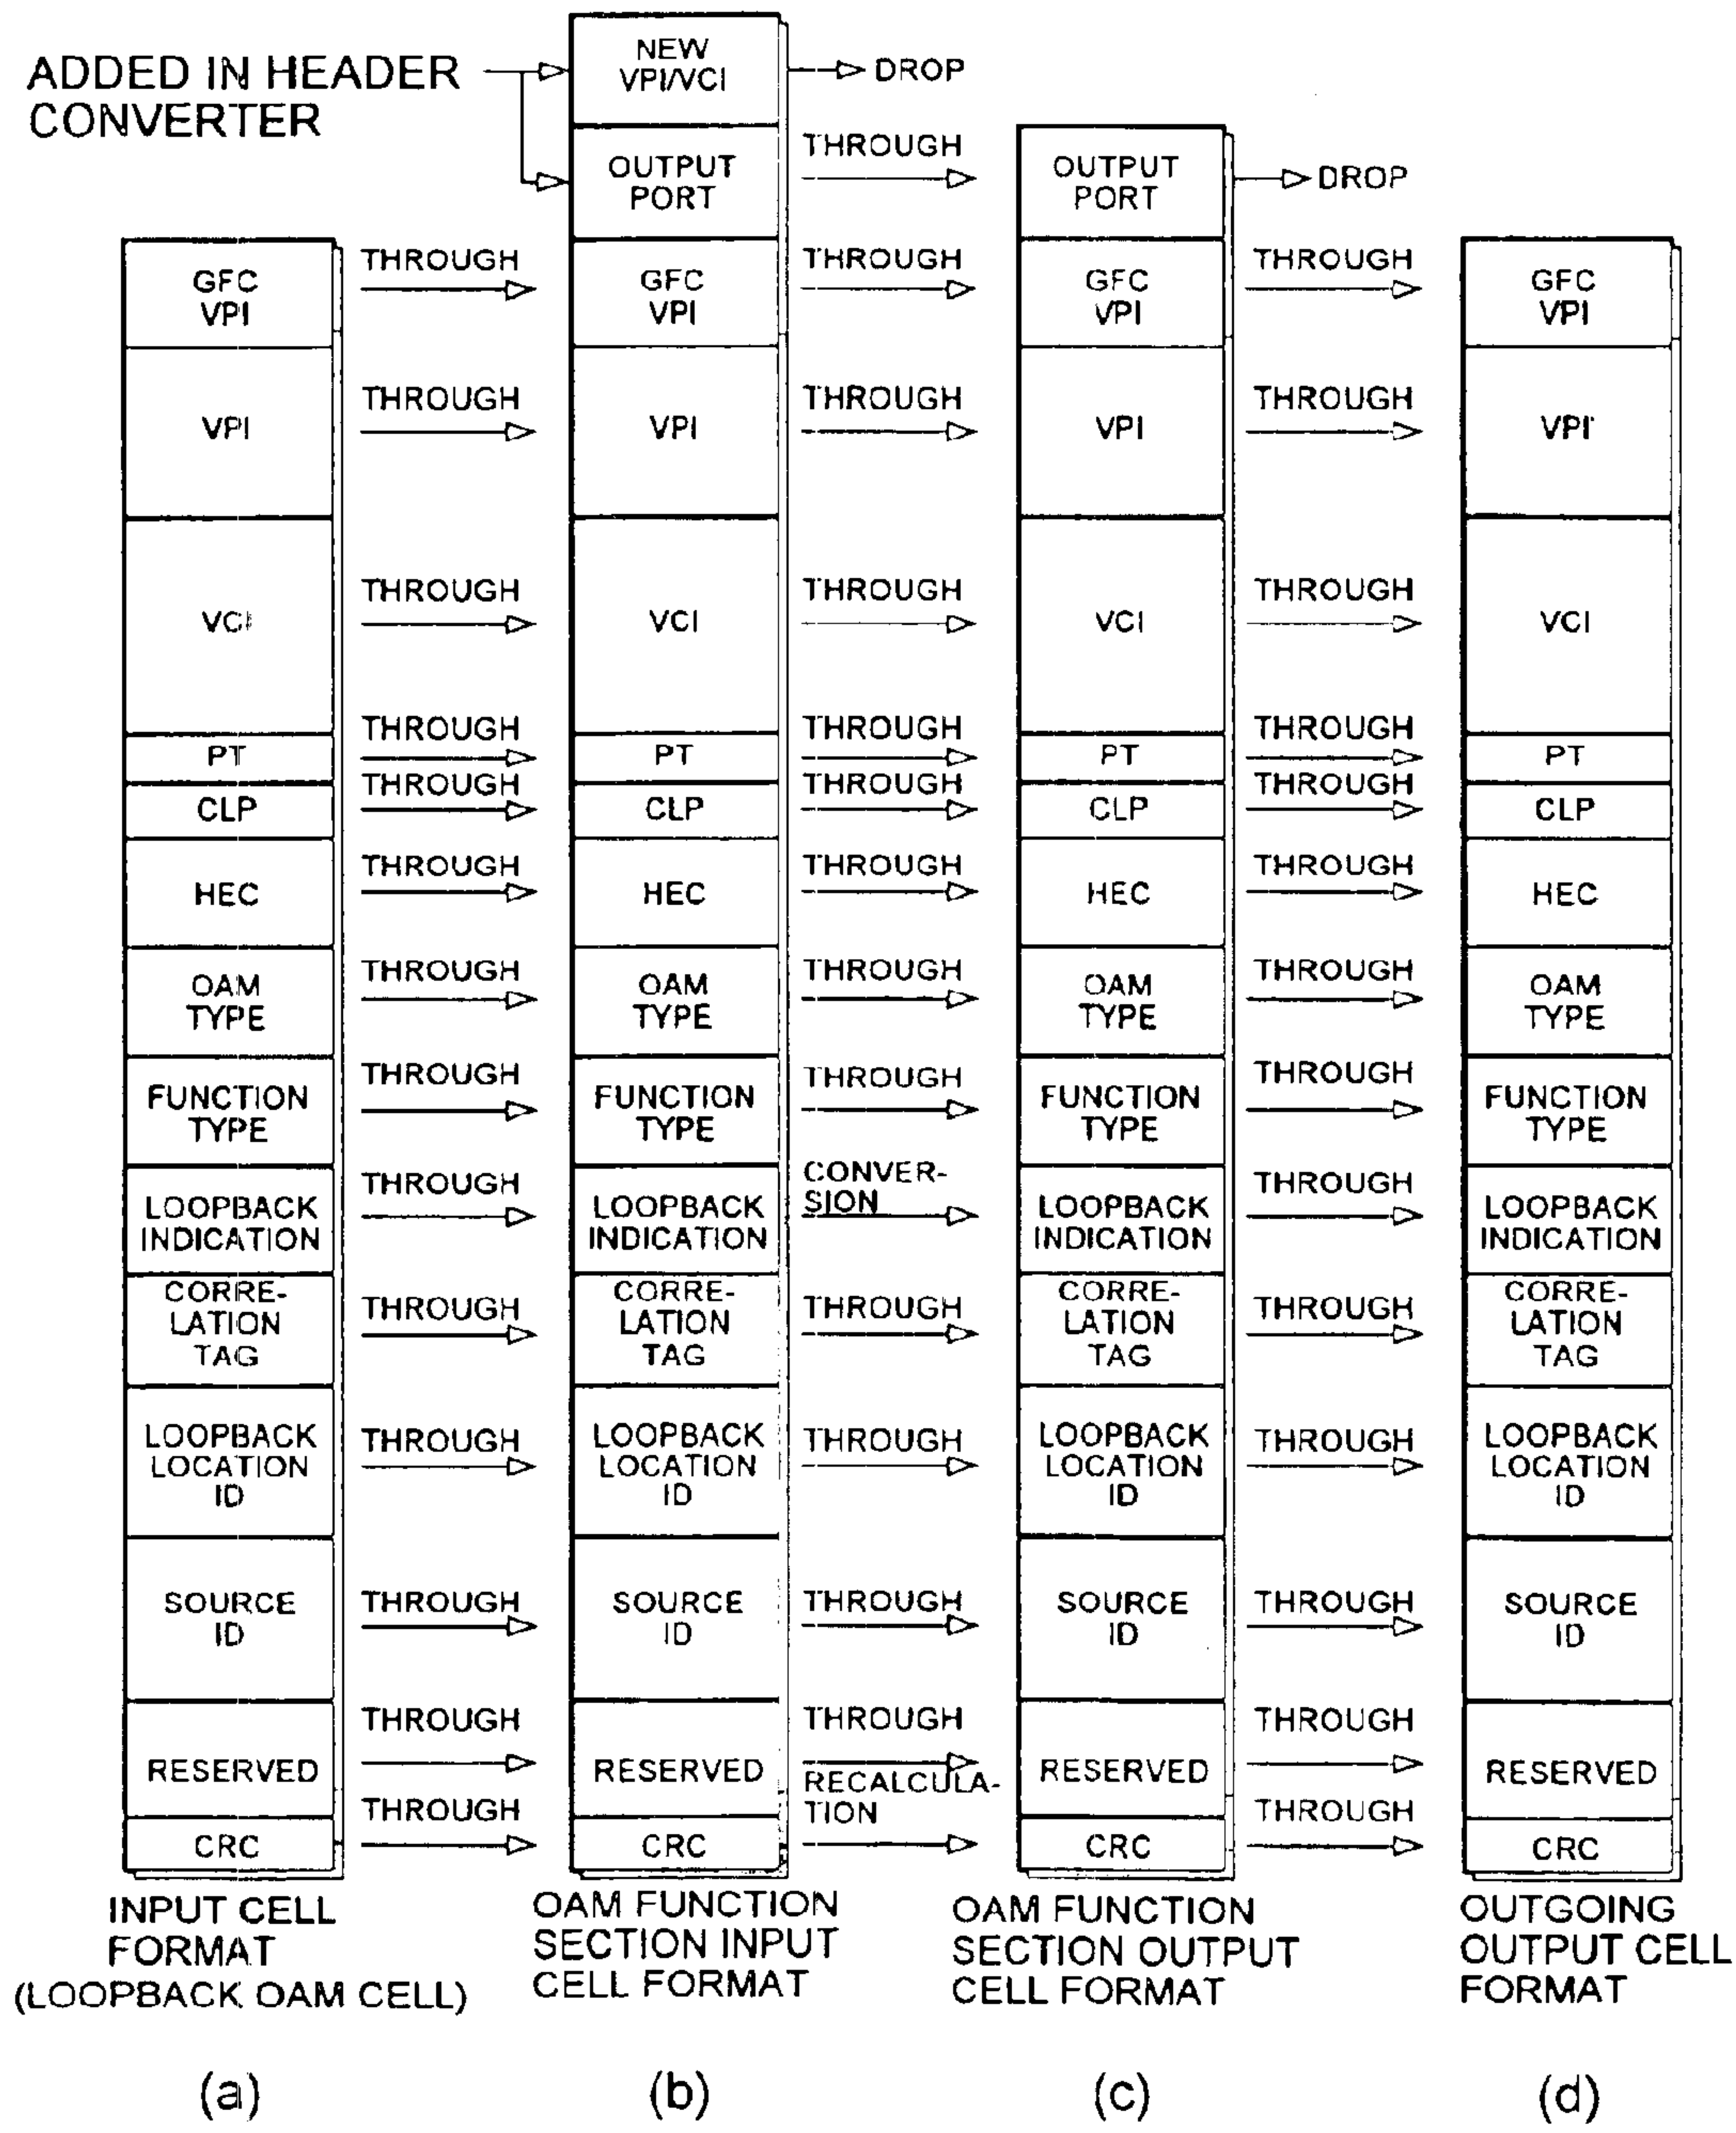 ADDED IN HEADER
CONVERTER
NEW
VPI/VCI
DROP
OUTPUT
PORT
THROUGH
OUTPUT
PORT
DROP
GFC
VPI
THROUGH
GFC
VPI
THROUGH
GFC
VPI
THROUGH
GFC
VPI
VPI
THROUGH
VPI
THROUGH
VPI
THROUGH
VPI
VCI
THROUGH
VCI
THROUGH
VCI
THROUGH
VCI
PT
THROUGH
PT
THROUGH
PT
THROUGH
PT
CLP
THROUGH
CLP
THROUGH
CLP
THROUGH
CLP
HEC
THROUGH
HEC
THROUGH
HEC
THROUGH
HEC
OAM
TYPE
THROUGH
OAM
TYPE
THROUGH
OAM
TYPE
THROUGH
OAM
TYPE
FUNCTION
TYPE
THROUGH
FUNCTION
TYPE
THROUGH
FUNCTION
TYPE
THROUGH
FUNCTION
TYPE
LOOPBACK
INDICATION
THROUGH
LOOPBACK
INDICATION
CONVER-
SION
LOOPBACK
INDICATION
THROUGH
LOOPBACK
INDICATION
CORRE-
LATION
TAG
THROUGH
CORRE-
LATION
TAG
THROUGH
CORRE-
LATION
TAG
THROUGH
CORRE-
LATION
TAG
LOOPBACK
LOCATION
ID
THROUGH
LOOPBACK
LOCATION
ID
THROUGH
LOOPBACK
LOCATION
ID
THROUGH
LOOPBACK
LOCATION
ID
SOURCE
ID
THROUGH
SOURCE
ID
THROUGH
SOURCE
ID
THROUGH
SOURCE
ID
RESERVED
THROUGH
RESERVED
THROUGH
RESERVED
THROUGH
RESERVED
CRC
THROUGH
CRC
RECALCULA-
TION
CRC
THROUGH
CRC
INPUT CELL
FORMAT
(LOOPBACK OAM CELL)
OAM FUNCTION
SECTION INPUT
CELL FORMAT
OAM FUNCTION
SECTION OUTPUT
CELL FORMAT
OUTGOING
OUTPUT CELL
FORMAT
(a)
(b)
(c)
(d)